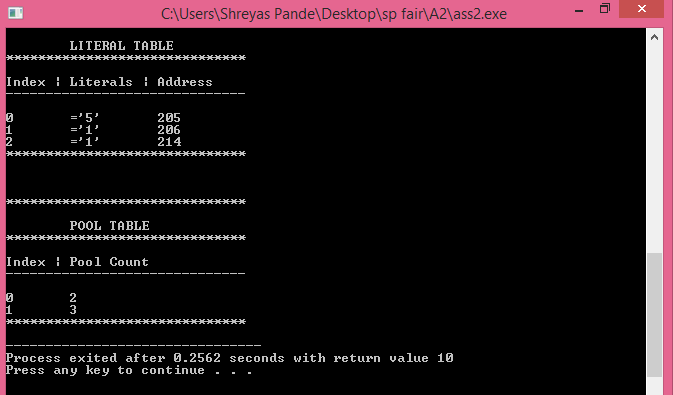 C:\Users\Shreyas Pande\Desktop\sp fair\A2\ass2.exe
LITERAL TABLE
******************************
Index | Literals | Address
------------------------------
0 ='5' 205
1 ='1' 206
2 ='1' 214
******************************
******************************
POOL TABLE
******************************
Index | Pool Count
------------------------------
0 2
1 3
******************************
--------------------------------
Process exited after 0.2562 seconds with return value 10
Press any key to continue . . .